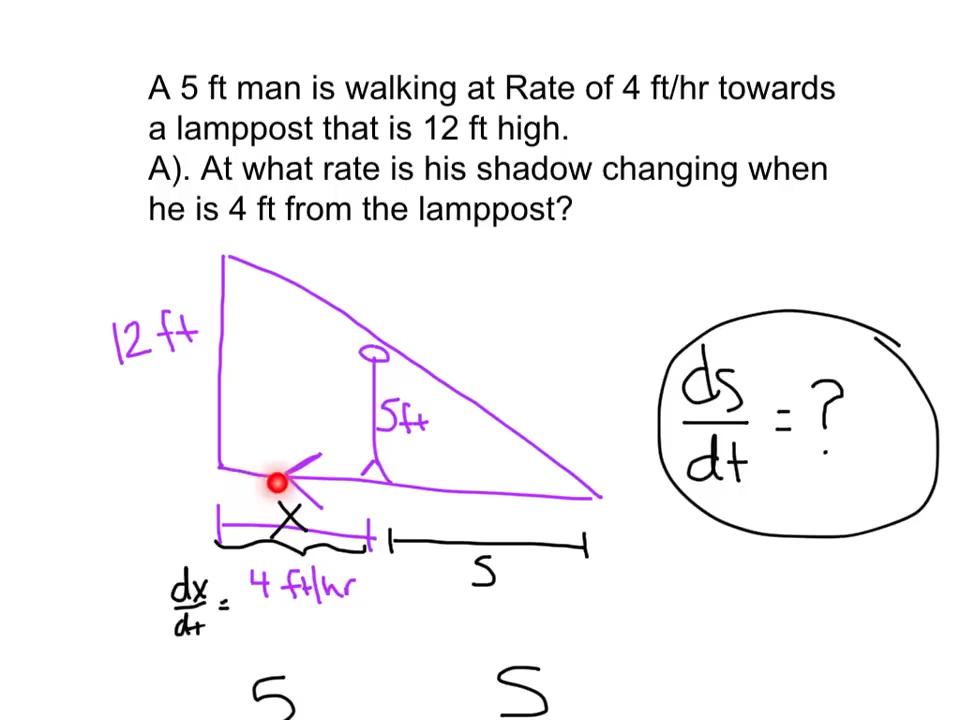 A 5 ft man is walking at Rate of 4 ft/hr towards
a lamppost that is 12 ft high.
A). At what rate is his shadow changing when
he is 4 ft from the lamppost?
12 ft
5ft
ds/dt = ?
X
S
dx/dt = 4 ft/hr
5 S